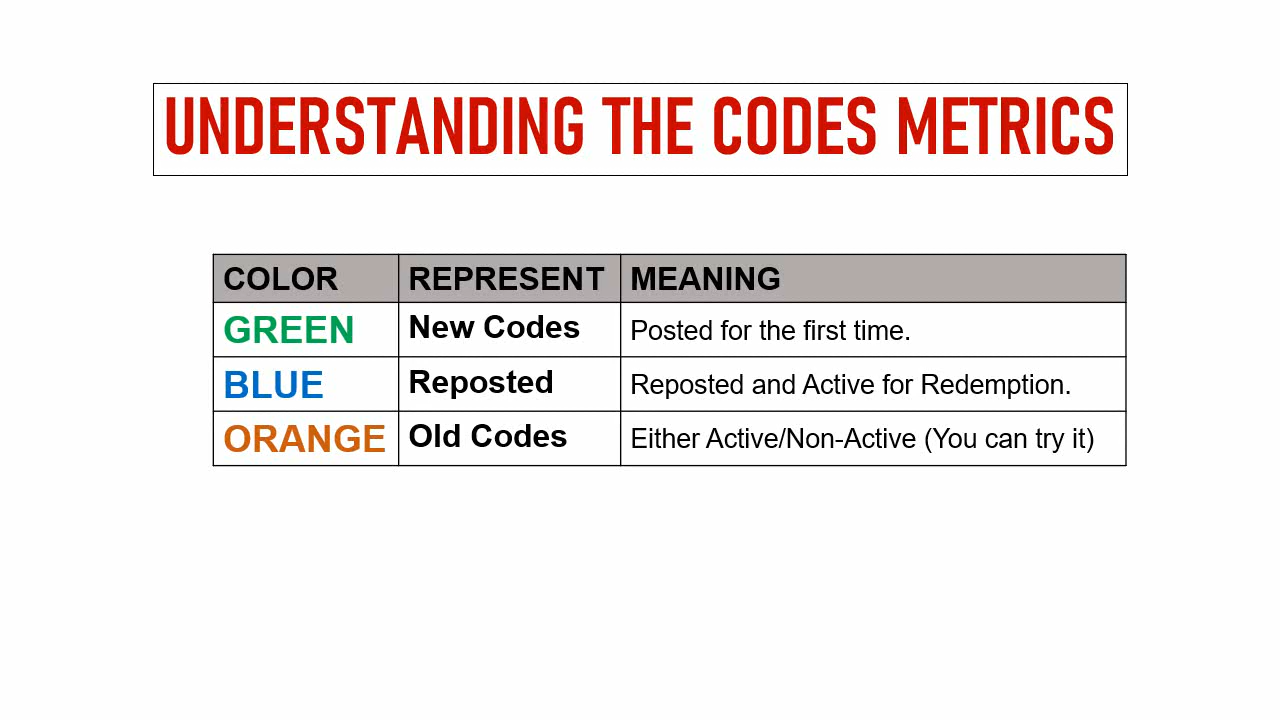 UNDERSTANDING THE CODES METRICS
COLOR REPRESENT MEANING
GREEN New Codes Posted for the first time.
BLUE Reposted Reposted and Active for Redemption.
ORANGE Old Codes Either Active/Non-Active (You can try it)